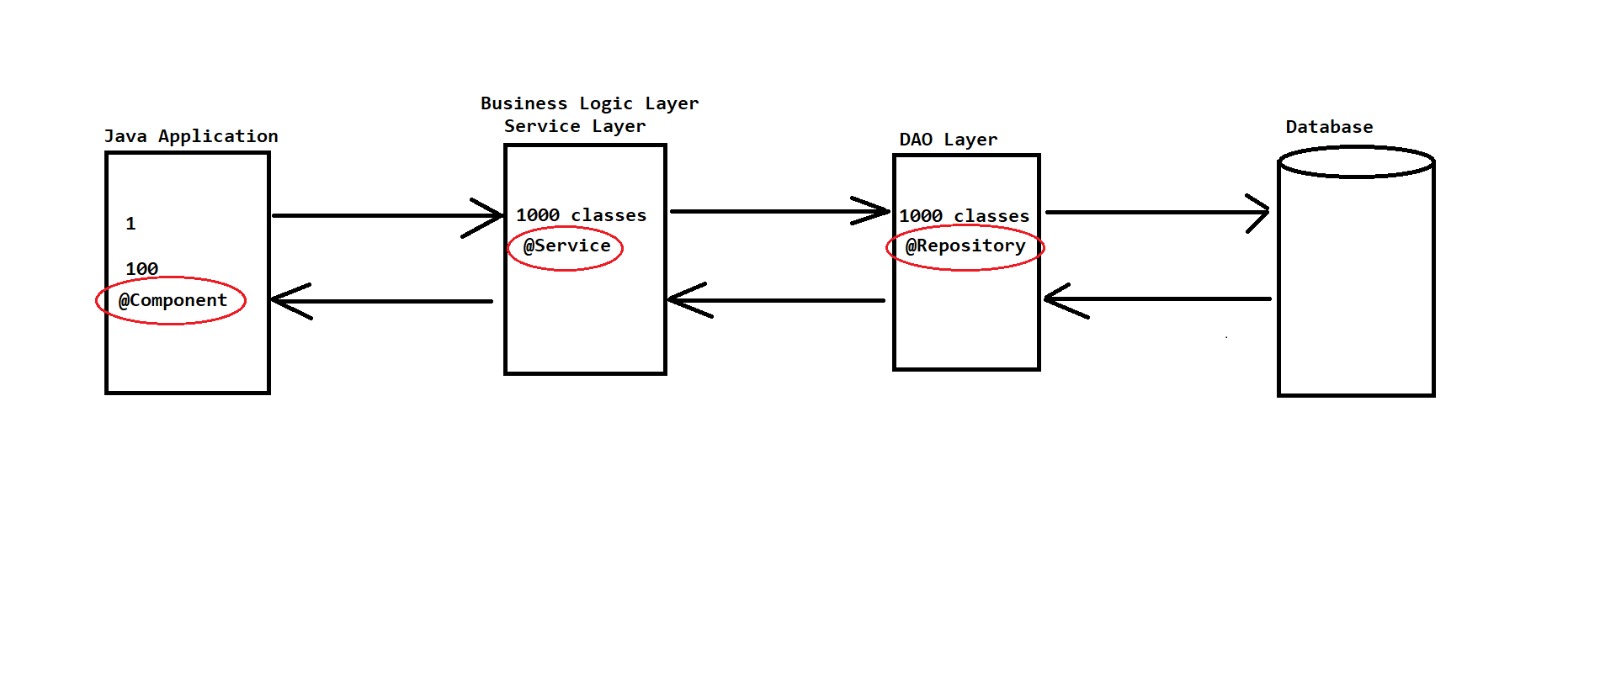 Java Application
1
100
@Component
Business Logic Layer
Service Layer
1000 classes
@Service
DAO Layer
1000 classes
@Repository
Database